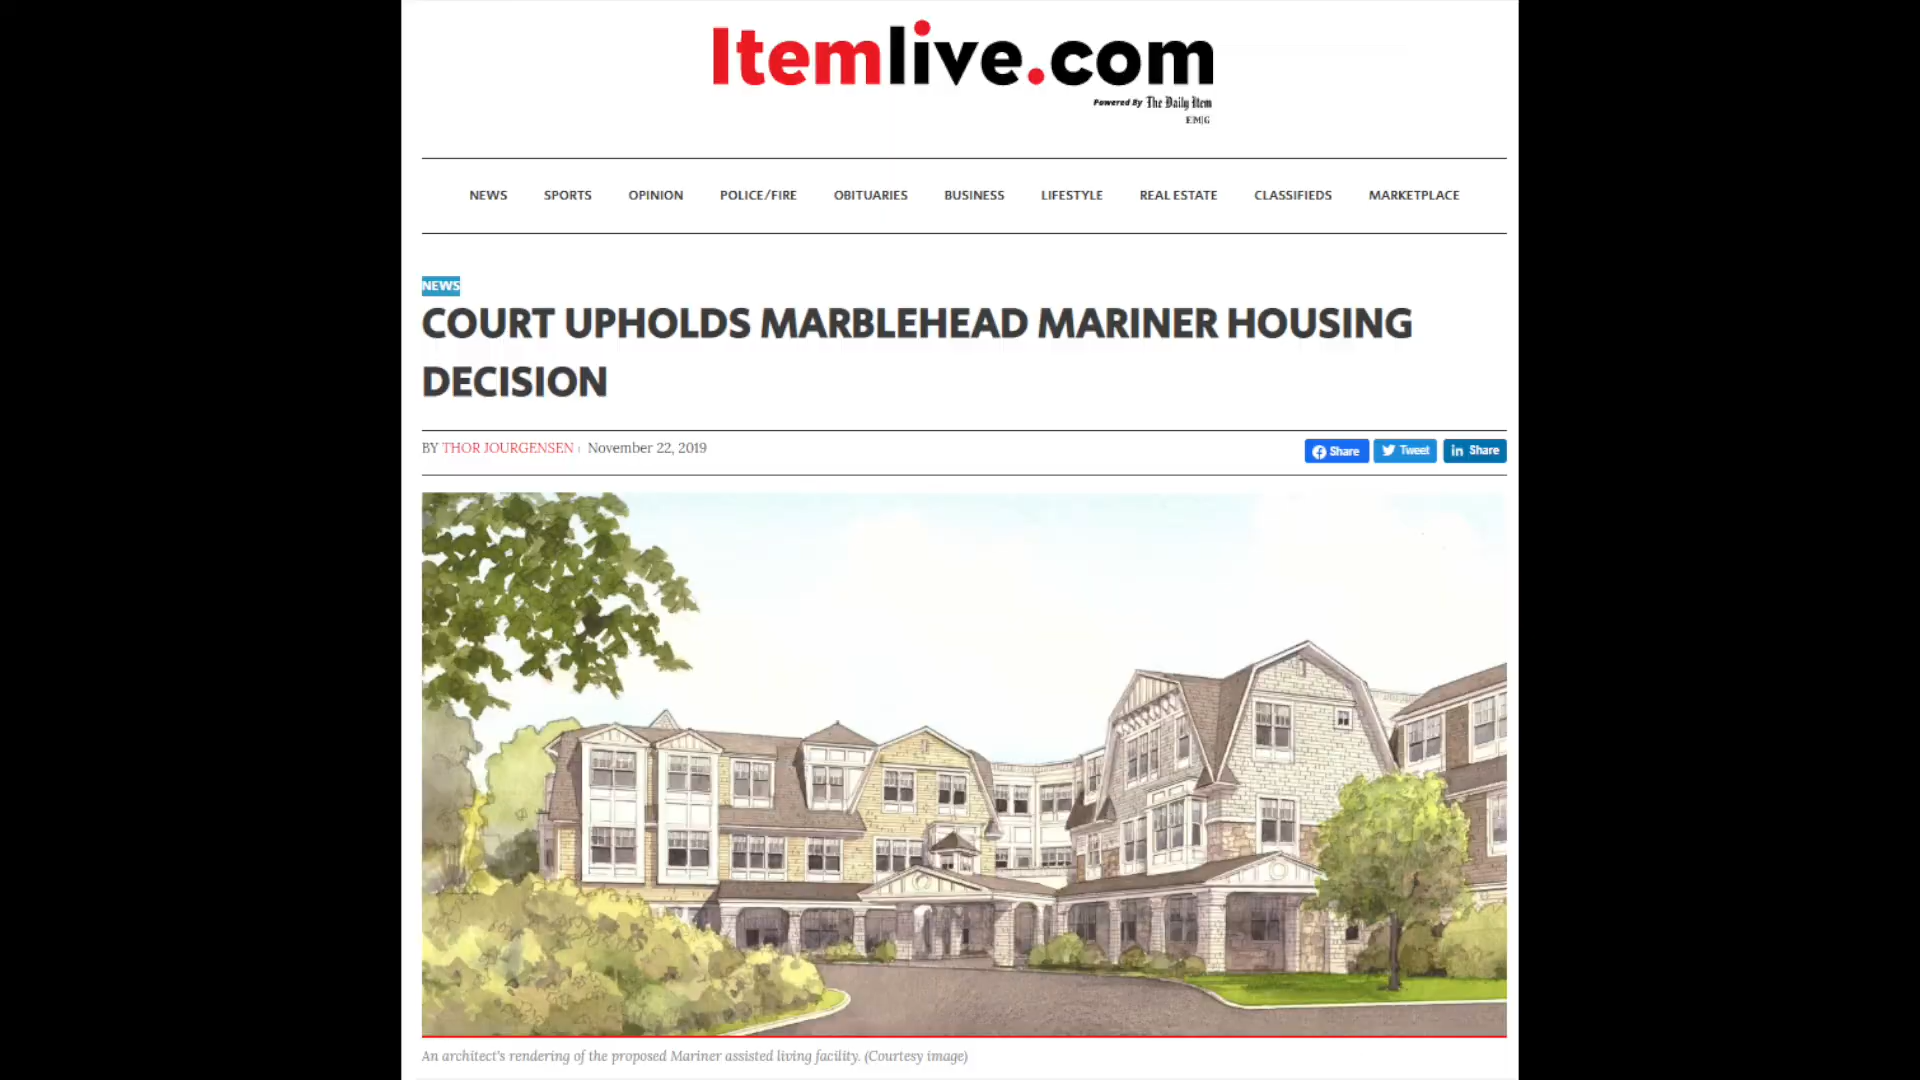 Itemlive.com
Powered By The Daily Item
EMG
NEWS SPORTS OPINION POLICE/FIRE OBITUARIES BUSINESS LIFESTYLE REAL ESTATE CLASSIFIEDS MARKETPLACE
NEWS
COURT UPHOLDS MARBLEHEAD MARINER HOUSING
DECISION
BY THOR JOURGENSEN | November 22, 2019
Share Tweet Share
An architect's rendering of the proposed Mariner assisted living facility. (Courtesy image)